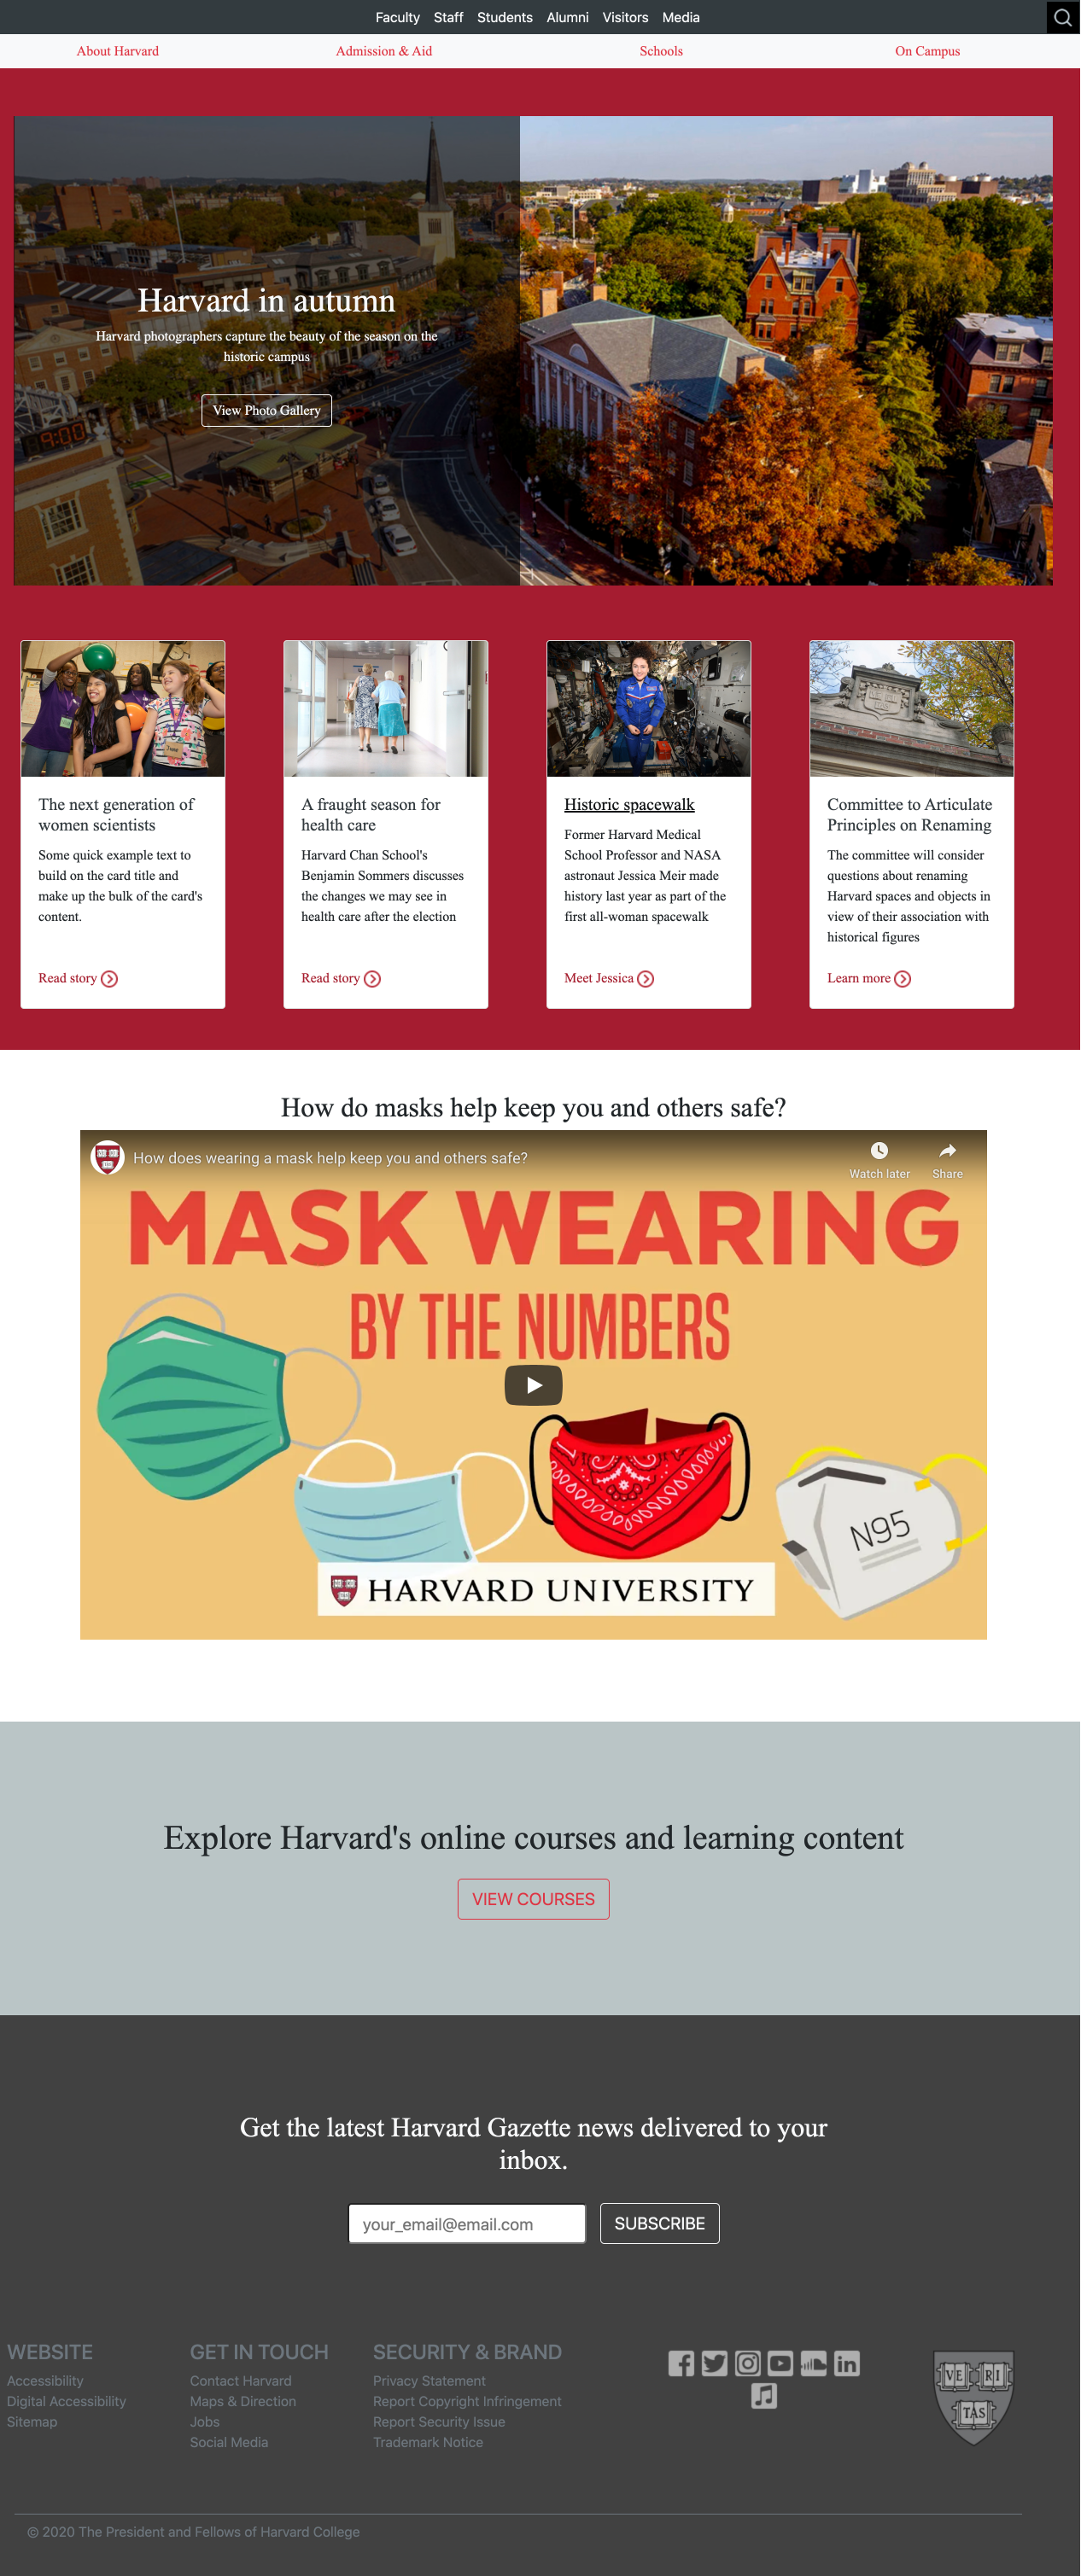 Faculty Staff Students Alumni Visitors Media
About Harvard Admission & Aid Schools On Campus
Harvard in autumn
Harvard photographers capture the beauty of the season on the
historic campus
View Photo Gallery
9:00
The next generation of
women scientists
Some quick example text to
build on the card title and
make up the bulk of the card's
content.
Read story
A fraught season for
health care
Harvard Chan School's
Benjamin Sommers discusses
the changes we may see in
health care after the election
Read story
Historic spacewalk
Former Harvard Medical
School Professor and NASA
astronaut Jessica Meir made
history last year as part of the
first all-woman spacewalk
Meet Jessica
Committee to Articulate
Principles on Renaming
The committee will consider
questions about renaming
Harvard spaces and objects in
view of their association with
historical figures
Learn more
How do masks help keep you and others safe?
How does wearing a mask help keep you and others safe?
Watch later
Share
MASK WEARING
BY THE NUMBERS
N95
HARVARD UNIVERSITY
Explore Harvard's online courses and learning content
VIEW COURSES
Get the latest Harvard Gazette news delivered to your
inbox.
your_email@email.com
SUBSCRIBE
WEBSITE
Accessibility
Digital Accessibility
Sitemap
GET IN TOUCH
Contact Harvard
Maps & Direction
Jobs
Social Media
SECURITY & BRAND
Privacy Statement
Report Copyright Infringement
Report Security Issue
Trademark Notice
VE RI
TAS
© 2020 The President and Fellows of Harvard College